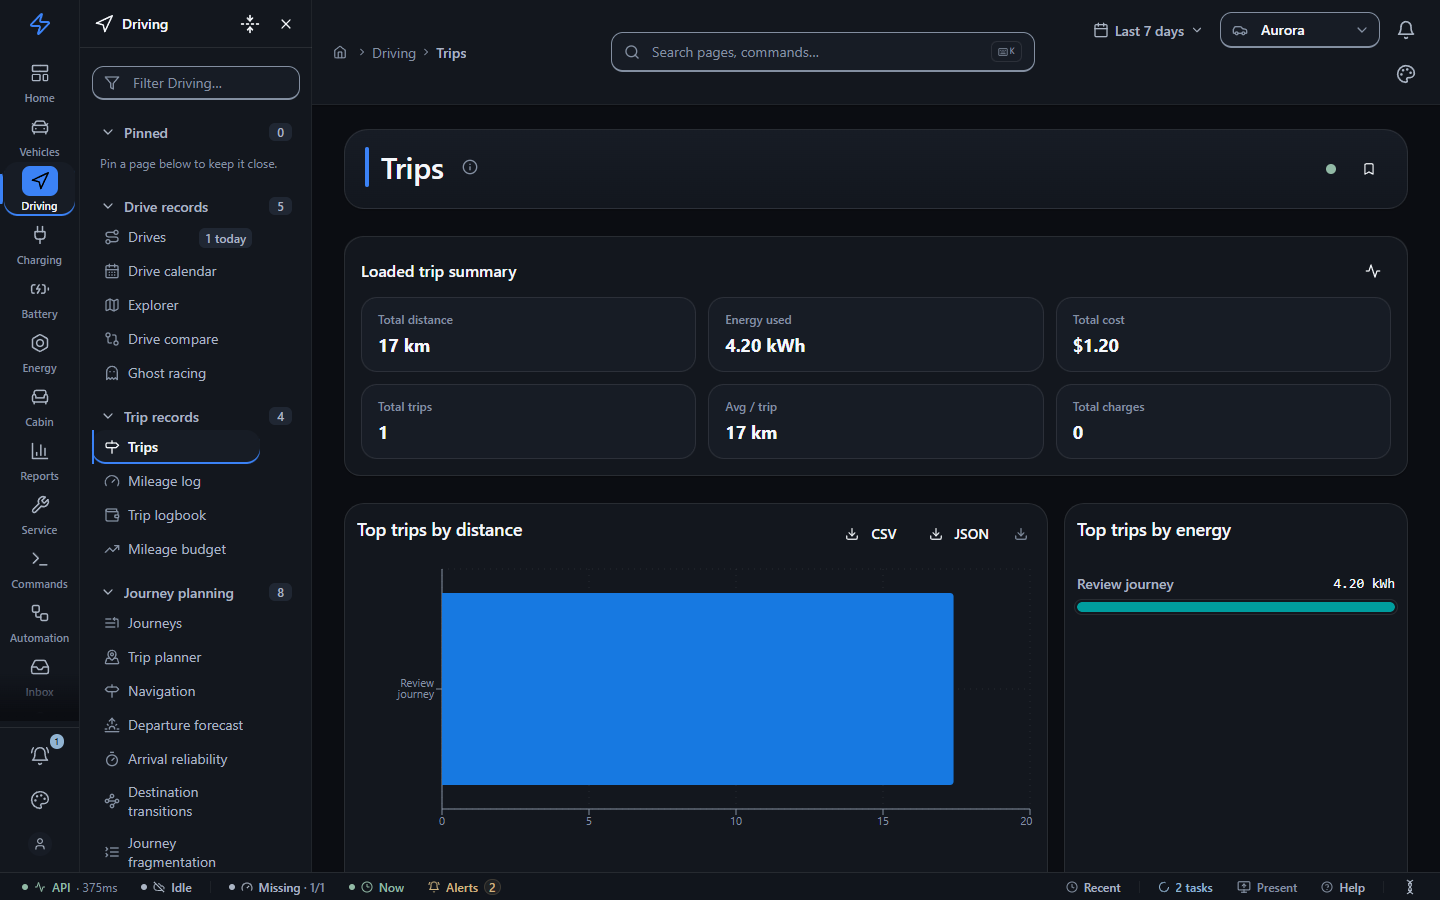 Home
Vehicles
Driving
Charging
Battery
Energy
Cabin
Reports
Service
Commands
Automation
Inbox
1
Driving
Filter Driving...
Pinned 0
Pin a page below to keep it close.
Drive records 5
Drives 1 today
Drive calendar
Explorer
Drive compare
Ghost racing
Trip records 4
Trips
Mileage log
Trip logbook
Mileage budget
Journey planning 8
Journeys
Trip planner
Navigation
Departure forecast
Arrival reliability
Destination
transitions
Journey
fragmentation
Driving Trips
Search pages, commands... K
Last 7 days
Aurora
Trips
Loaded trip summary
Total distance
17 km
Energy used
4.20 kWh
Total cost
$1.20
Total trips
1
Avg / trip
17 km
Total charges
0
Top trips by distance
CSV JSON
Review
journey
0 5 10 15 20
Top trips by energy
Review journey 4.20 kWh
API · 375ms Idle Missing · 1/1 Now Alerts 2 Recent 2 tasks Present Help